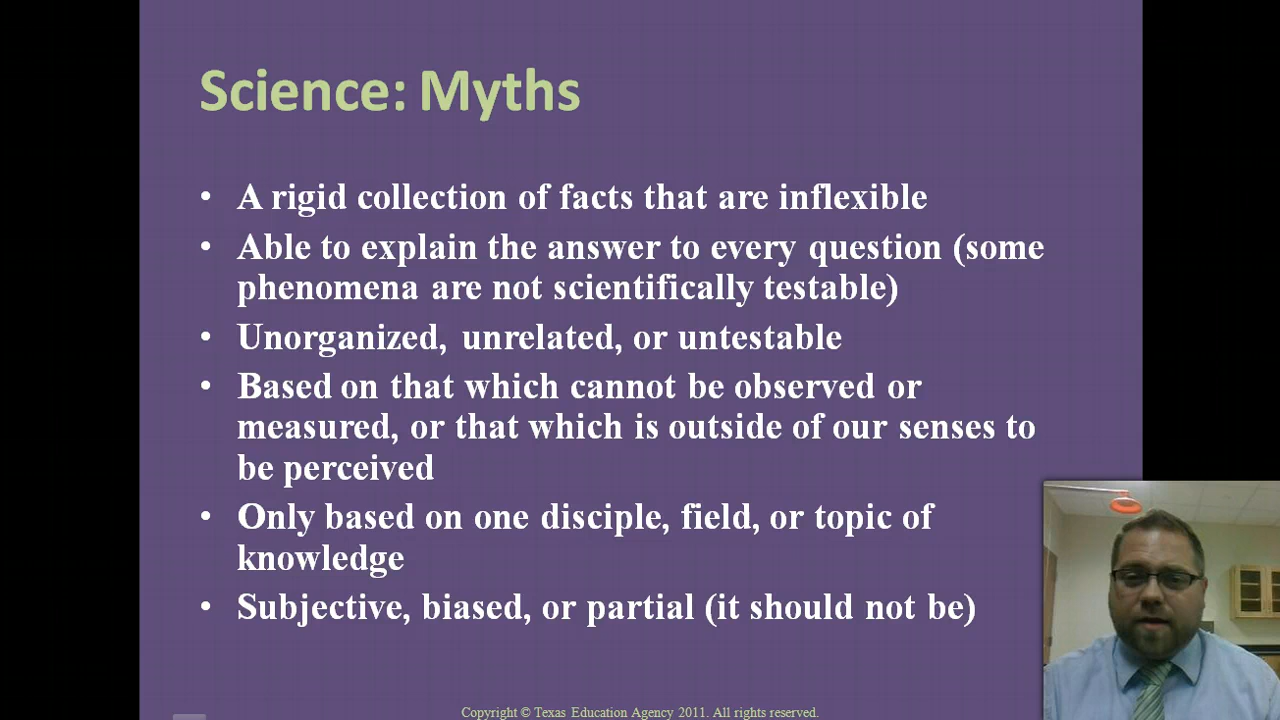 Science: Myths
• A rigid collection of facts that are inflexible
• Able to explain the answer to every question (some
phenomena are not scientifically testable)
• Unorganized, unrelated, or untestable
• Based on that which cannot be observed or
measured, or that which is outside of our senses to
be perceived
• Only based on one disciple, field, or topic of
knowledge
• Subjective, biased, or partial (it should not be)
Copyright © Texas Education Agency 2011. All rights reserved.